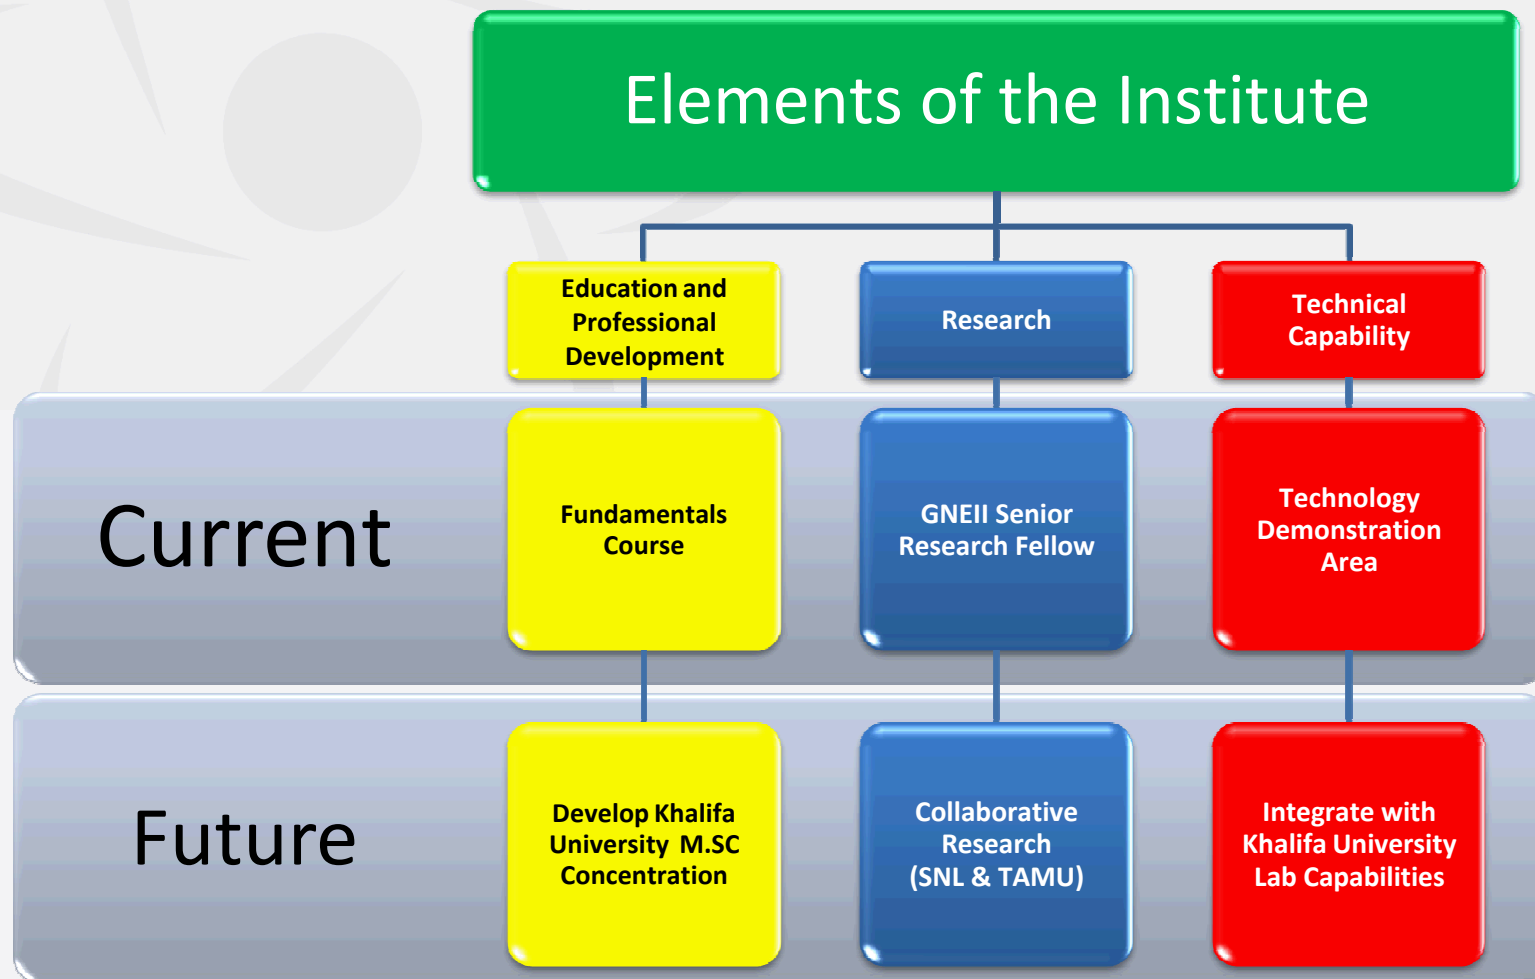 Elements of the Institute
Education and
Professional
Development
Research
Technical
Capability
Current
Fundamentals
Course
GNEII Senior
Research Fellow
Technology
Demonstration
Area
Future
Develop Khalifa
University M.SC
Concentration
Collaborative
Research
(SNL & TAMU)
Integrate with
Khalifa University
Lab Capabilities